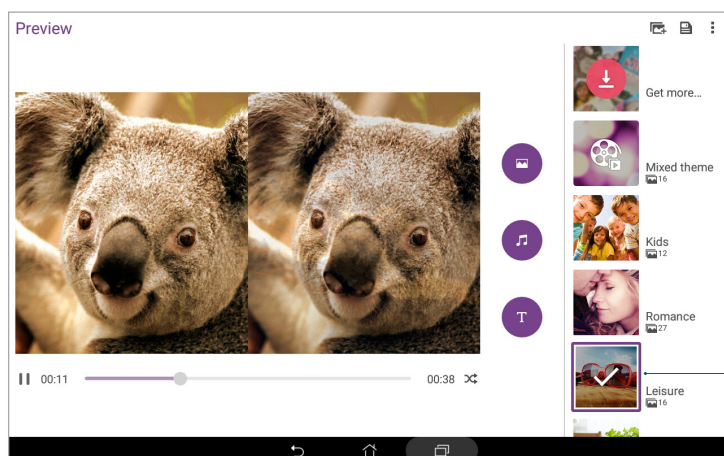 Preview
Get more...
Mixed theme
16
Kids
12
Romance
27
T
00:11
00:38
Leisure
16